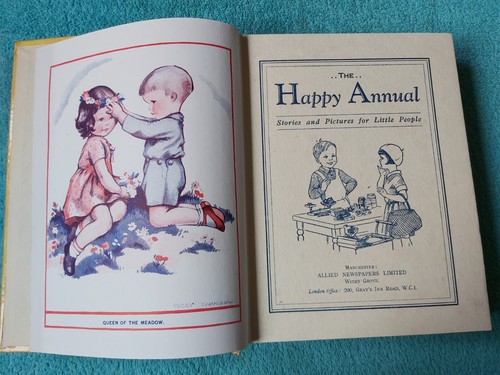 QUEEN OF THE MEADOW.
..THE..
Happy Annual
Stories and Pictures for Little People
MANCHESTER:
ALLIED NEWSPAPERS LIMITED
WITHY GROVE.
London Office: 200, GRAY'S INN ROAD, W.C.1.